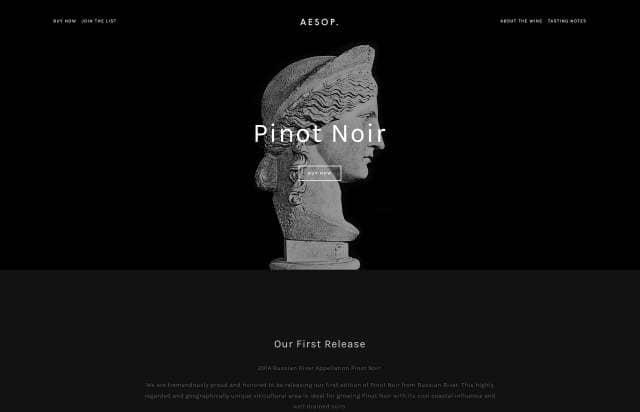 BUY NOW JOIN THE LIST
AESOP.
ABOUT THE WINE TASTING NOTES
Pinot Noir
BUY NOW
Our First Release
2014 Russian River Appellation Pinot Noir
We are tremendously proud and honored to be releasing our first edition of Pinot Noir from Russian River. This highly
regarded and geographically unique viticultural area is ideal for growing Pinot Noir with its cool coastal influence and
well-drained soils.